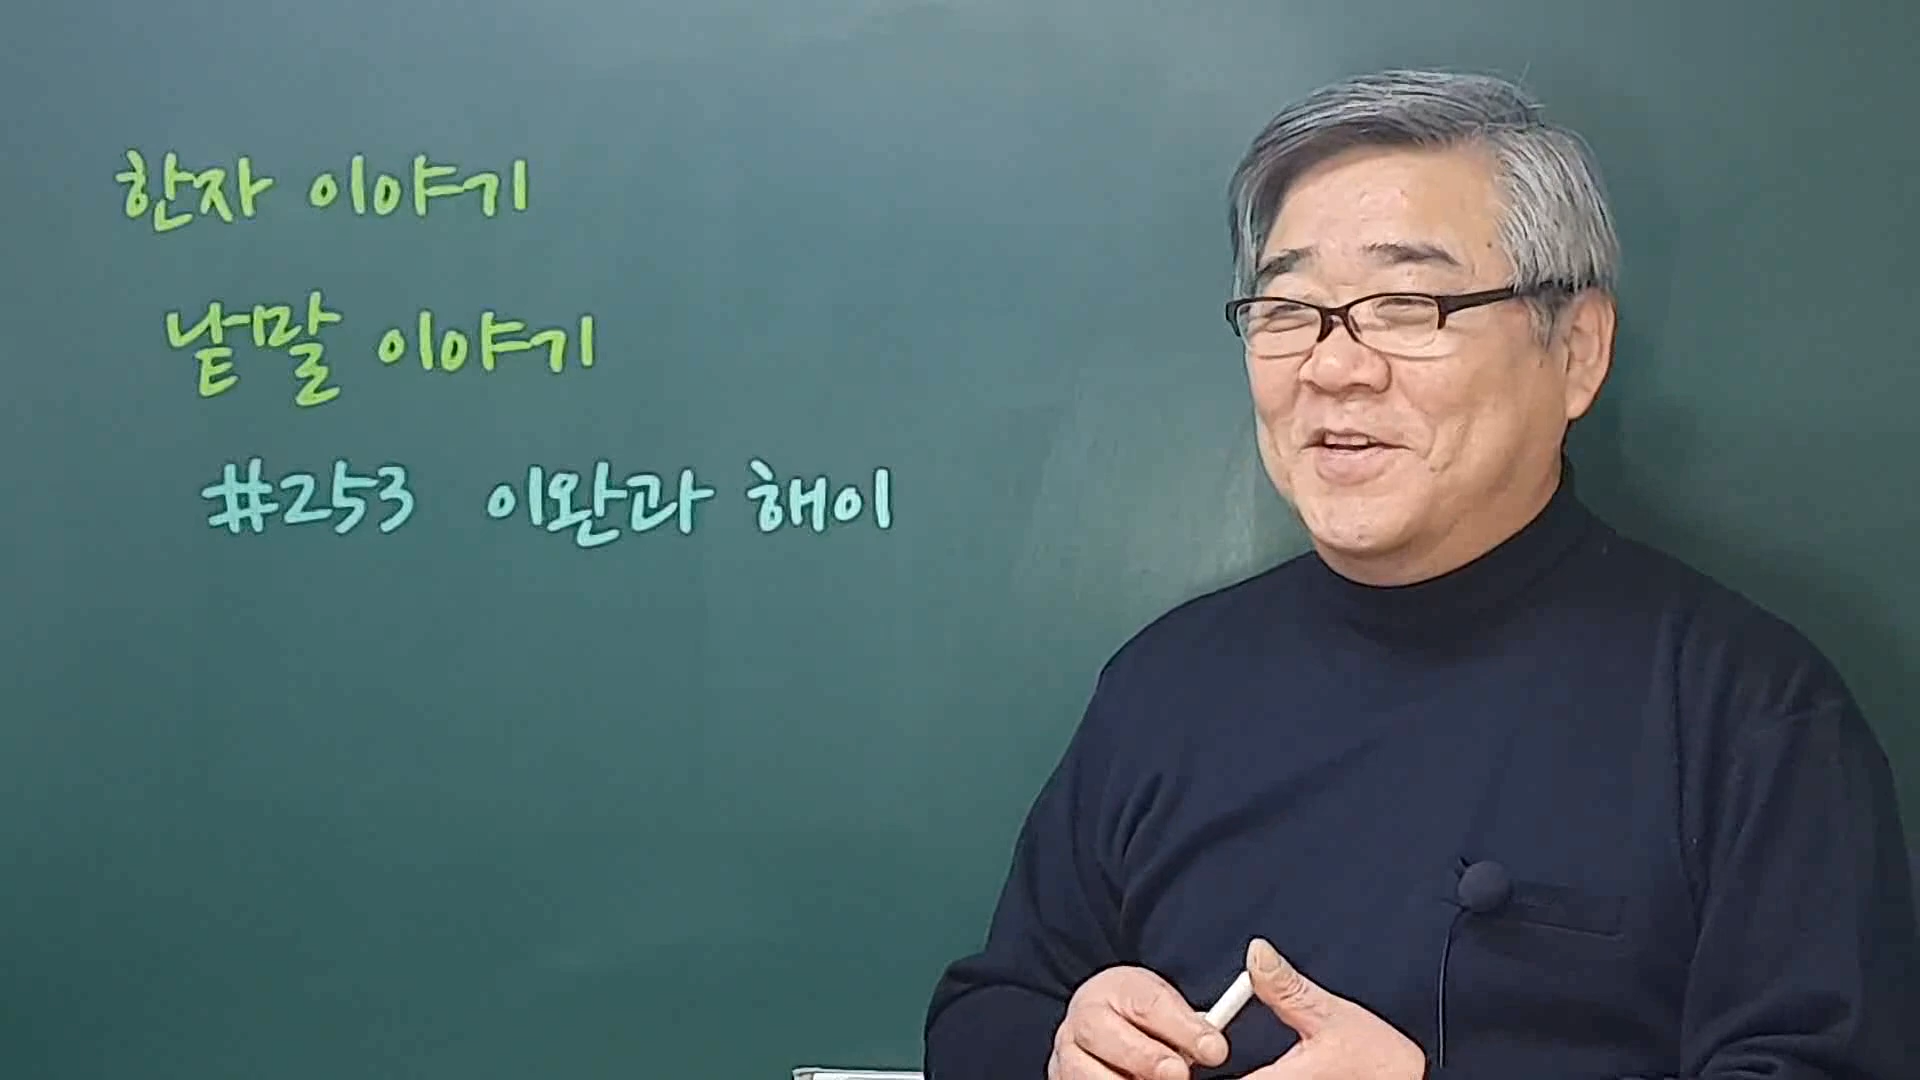 한자 이야기
낱말 이야기
#253 이완과 해이